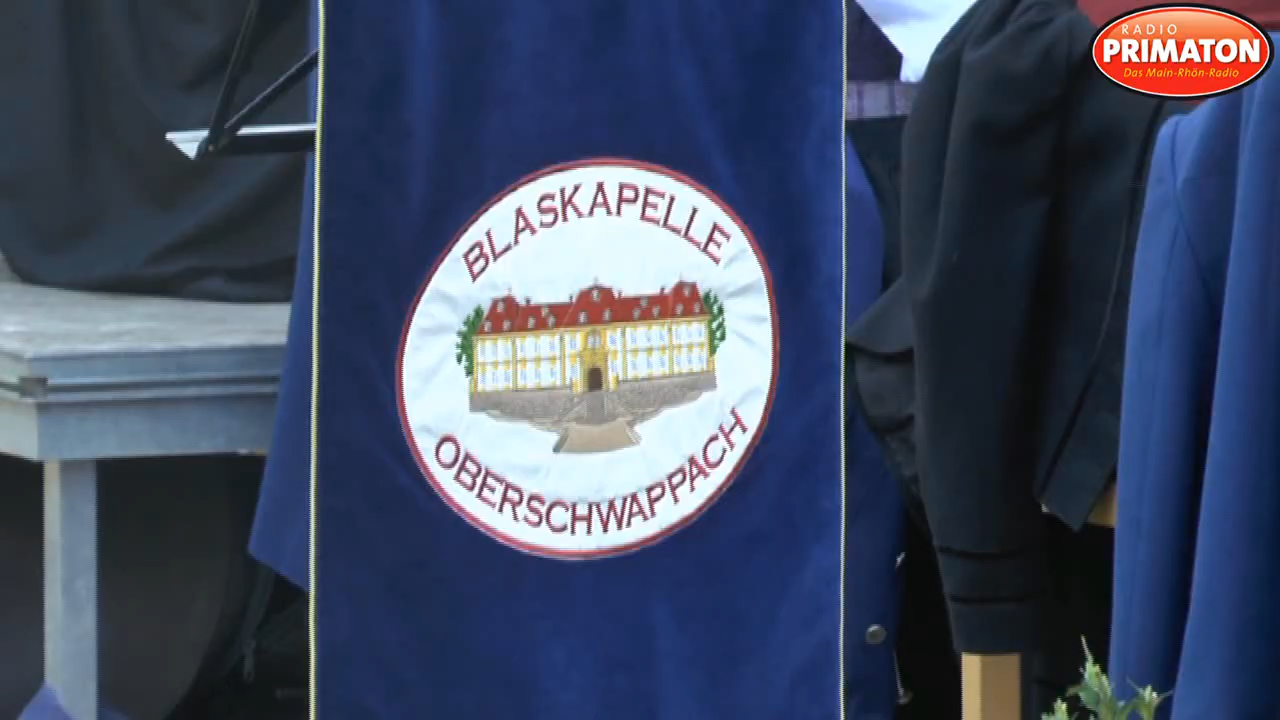 RADIO
PRIMATON
Das Main-Rhön-Radio
BLASKAPELLE
OBERSCHWAPPACH